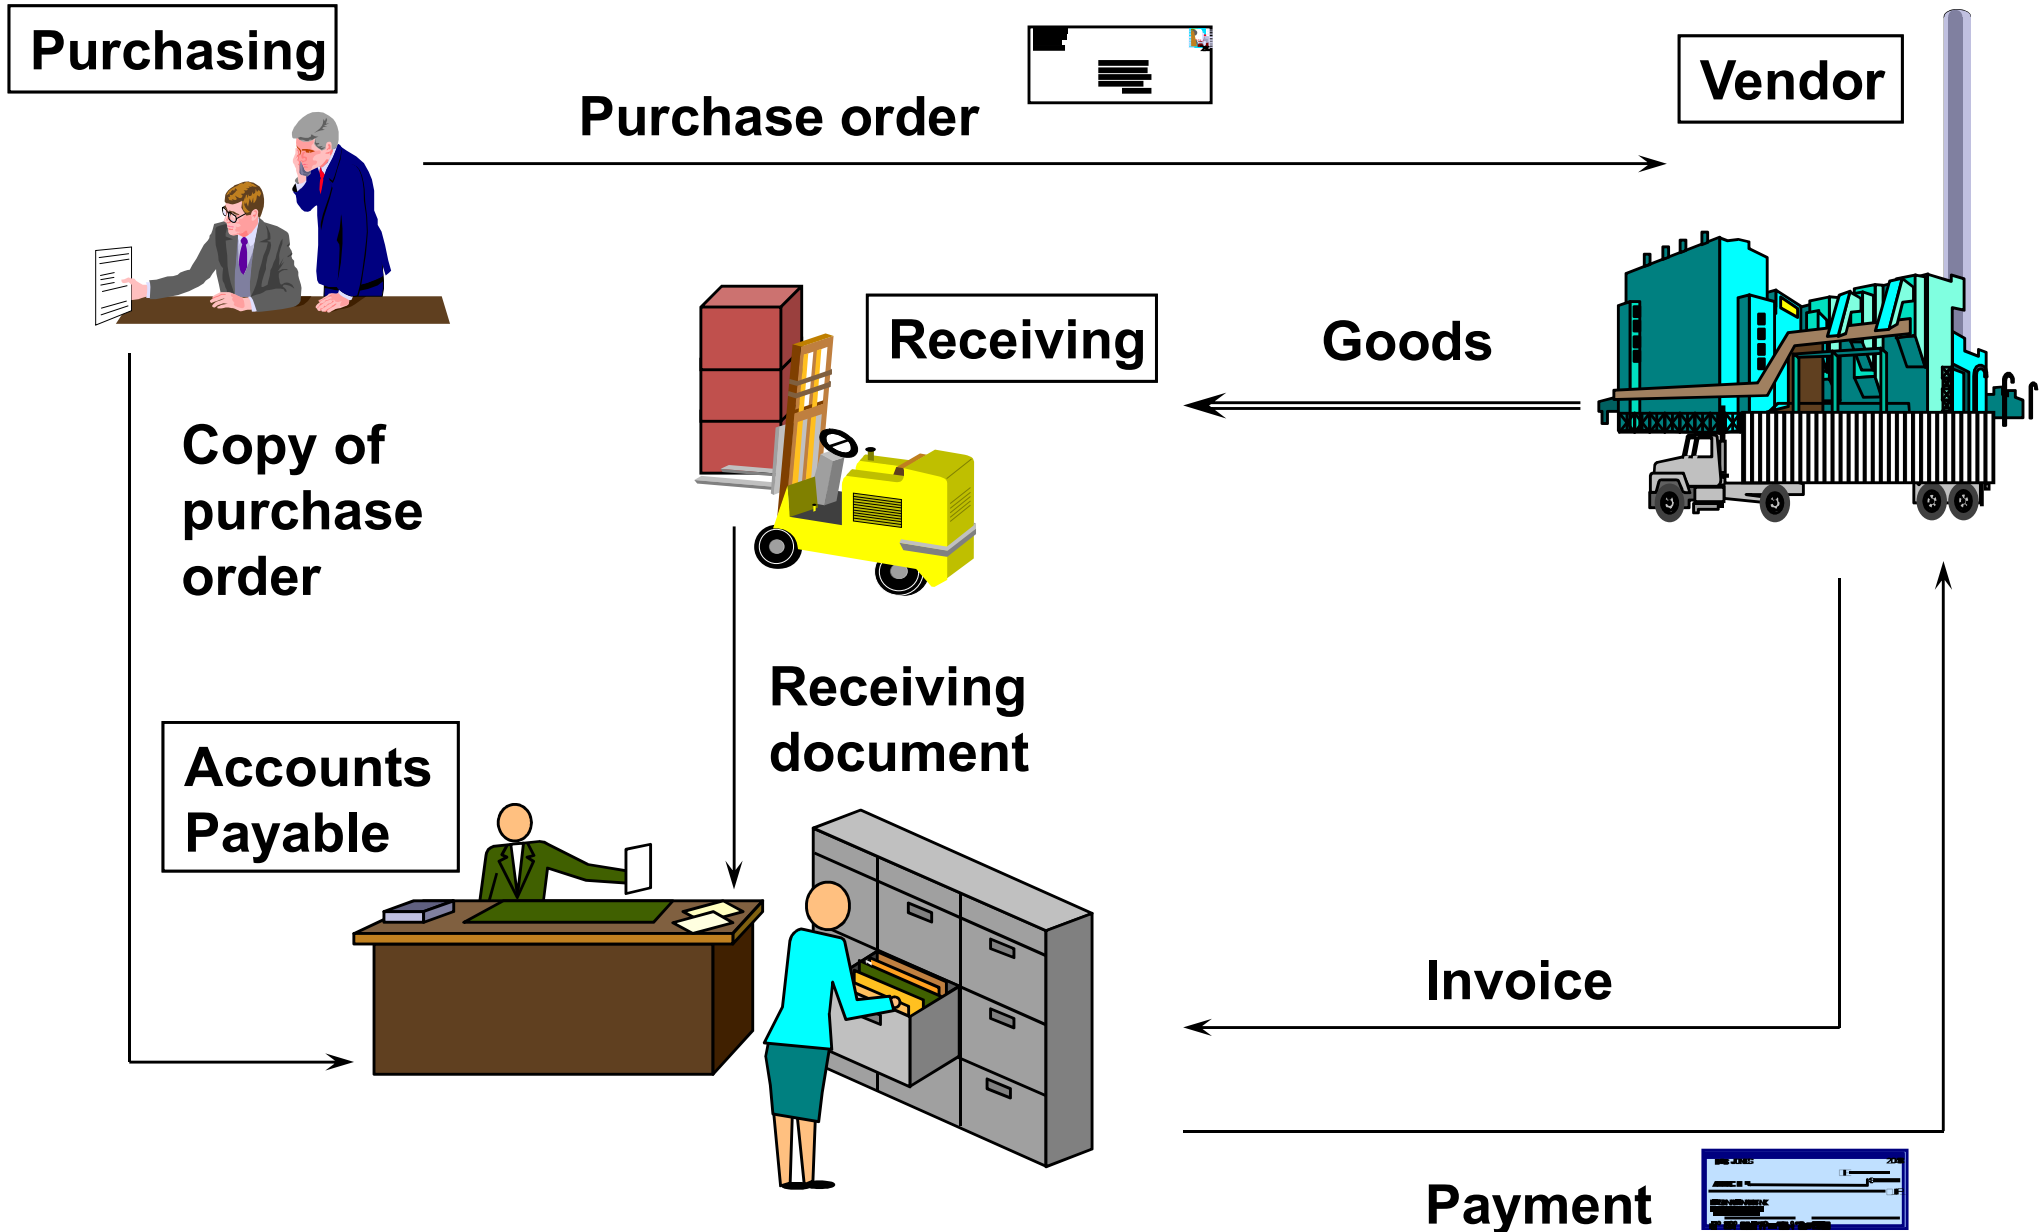 Purchasing
Purchase order
Vendor
Receiving
Goods
Copy of
purchase
order
Receiving
document
Accounts
Payable
Invoice
Payment